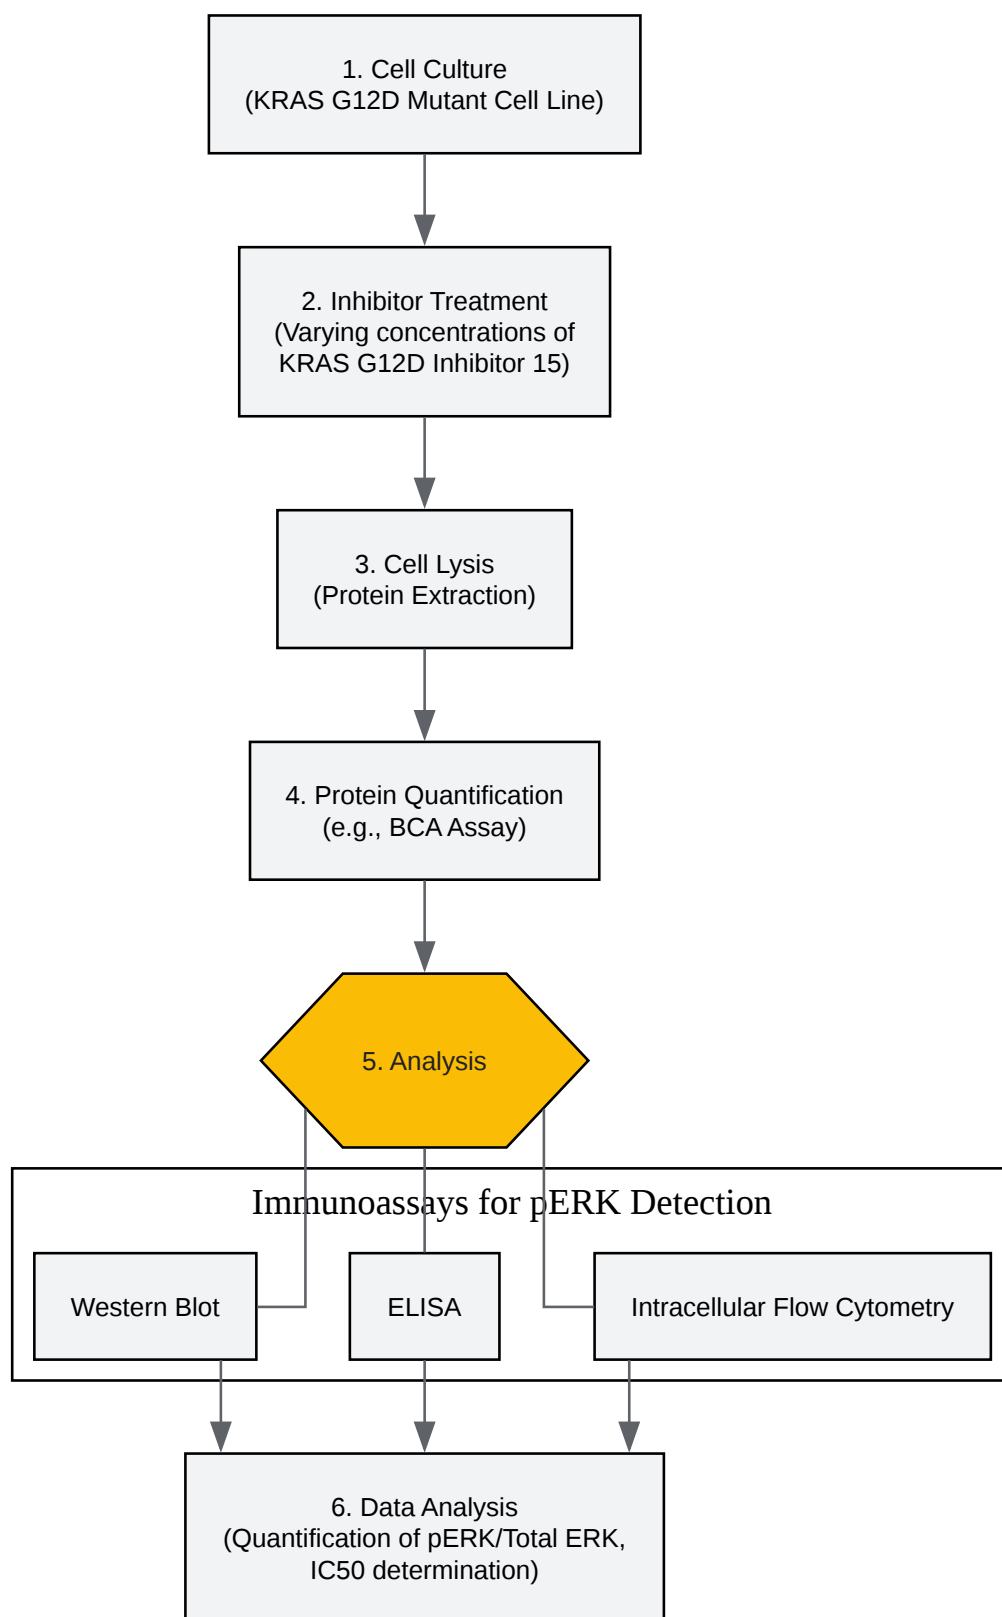 1. Cell Culture
(KRAS G12D Mutant Cell Line)
2. Inhibitor Treatment
(Varying concentrations of
KRAS G12D Inhibitor 15)
3. Cell Lysis
(Protein Extraction)
4. Protein Quantification
(e.g., BCA Assay)
5. Analysis
Immunoassays for pERK Detection
Western Blot
ELISA
Intracellular Flow Cytometry
6. Data Analysis
(Quantification of pERK/Total ERK,
IC50 determination)